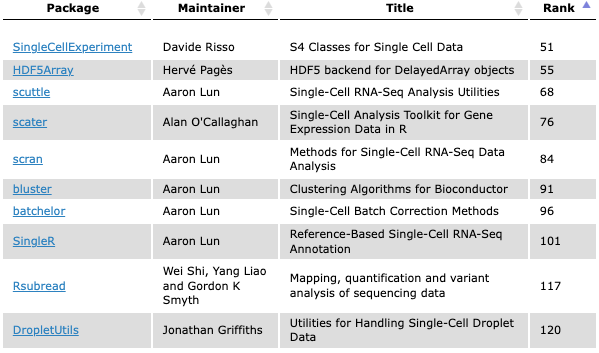 Package Maintainer Title Rank
SingleCellExperiment Davide Risso S4 Classes for Single Cell Data 51
HDF5Array Hervé Pagès HDF5 backend for DelayedArray objects 55
scuttle Aaron Lun Single-Cell RNA-Seq Analysis Utilities 68
scater Alan O'Callaghan Single-Cell Analysis Toolkit for Gene
Expression Data in R 76
scran Aaron Lun Methods for Single-Cell RNA-Seq Data
Analysis 84
bluster Aaron Lun Clustering Algorithms for Bioconductor 91
batchelor Aaron Lun Single-Cell Batch Correction Methods 96
SingleR Aaron Lun Reference-Based Single-Cell RNA-Seq
Annotation 101
Rsubread Wei Shi, Yang Liao
and Gordon K
Smyth Mapping, quantification and variant
analysis of sequencing data 117
DropletUtils Jonathan Griffiths Utilities for Handling Single-Cell Droplet
Data 120